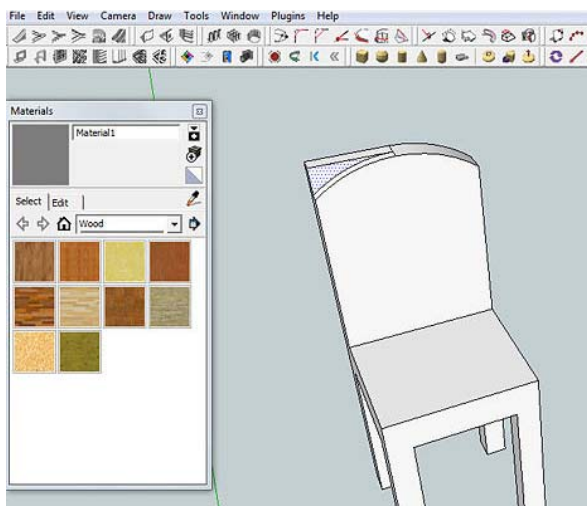 File Edit View Camera Draw Tools Window Plugins Help
Materials
Material1
Select Edit
Wood